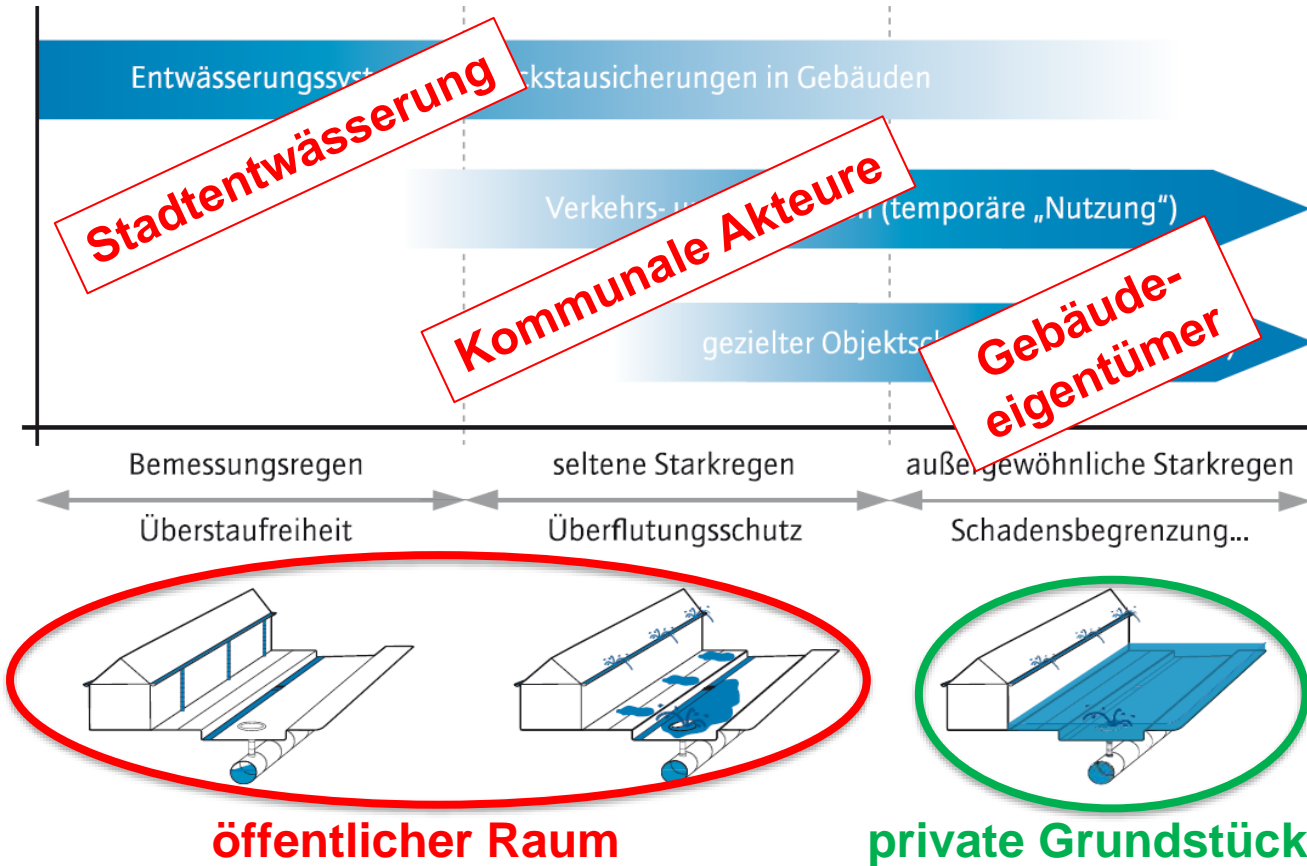 Entwässerungssyst ckstausicherungen in Gebäuden
Stadtentwässerung
Verkehrs- u (temporäre „Nutzung“)
Kommunale Akteure
gezielter Objektsc
Gebäude-
eigentümer
Bemessungsregen seltene Starkregen außergewöhnliche Starkregen
Überstaufreiheit Überflutungsschutz Schadensbegrenzung...
öffentlicher Raum private Grundstück